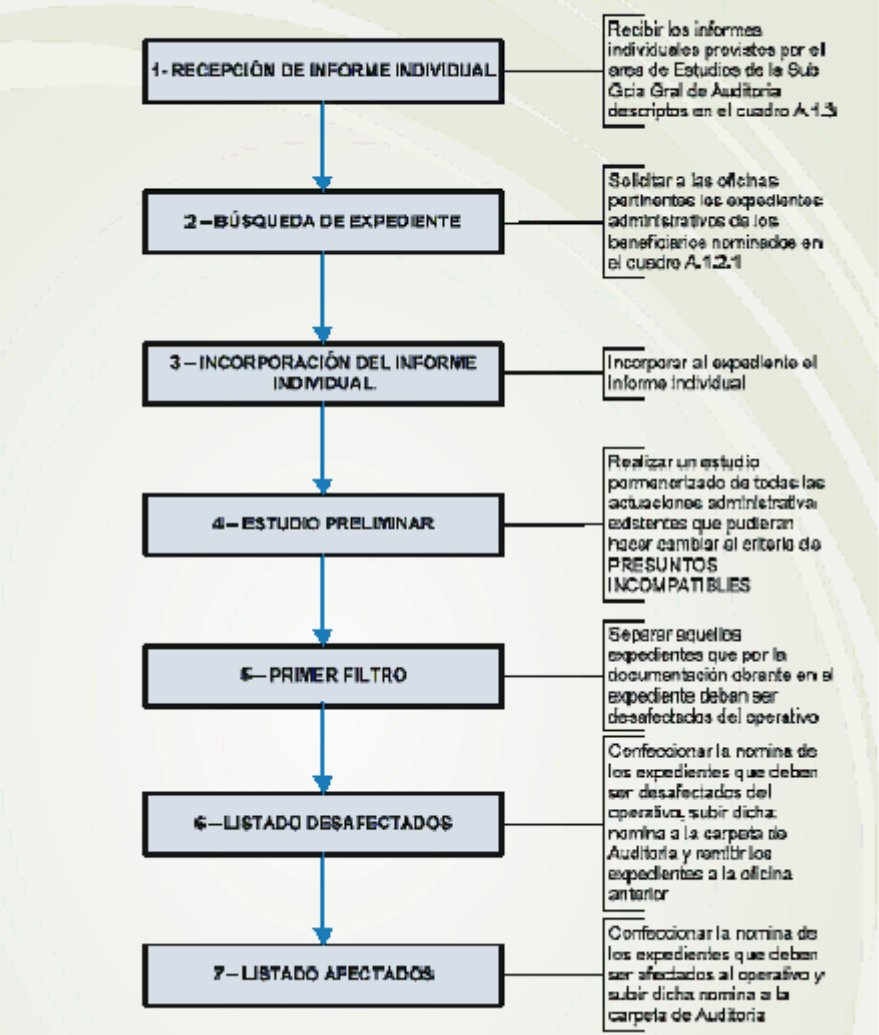 1- RECEPCIÓN DE INFORME INDIVIDUAL
Recibir los informes
individuales provistos por el
area de Estudios de la Sub
Gcia Gral de Auditoria
descriptos en el cuadro A.1.3
2 – BÚSQUEDA DE EXPEDIENTE
Solicitar a las oficinas
pertinentes los expedientes
administrativos de los
beneficiarios nominados en
el cuadro A.1.2.1
3 – INCORPORACIÓN DEL INFORME
INDIVIDUAL.
Incorporar al expediente el
informe individual
4 – ESTUDIO PRELIMINAR
Realizar un estudio
pormenorizado de todas las
actuaciones administrativa
existentes que pudieran
hacer cambiar el criterio de
PRESUNTOS
INCOMPATIBLES
5 – PRIMER FILTRO
Separar aquellos
expedientes que por la
documentación obrante en el
expediente deban ser
desafectados del operativo
6 – LISTADO DESAFECTADOS
Confeccionar la nomina de
los expedientes que deben
ser desafectados del
operativo, subir dicha
nomina a la carpeta de
Auditoria y remitir los
expedientes a la oficina
anterior
7 – LISTADO AFECTADOS
Confeccionar la nomina de
los expedientes que deben
ser afectados al operativo y
subir dicha nomina a la
carpeta de Auditoria